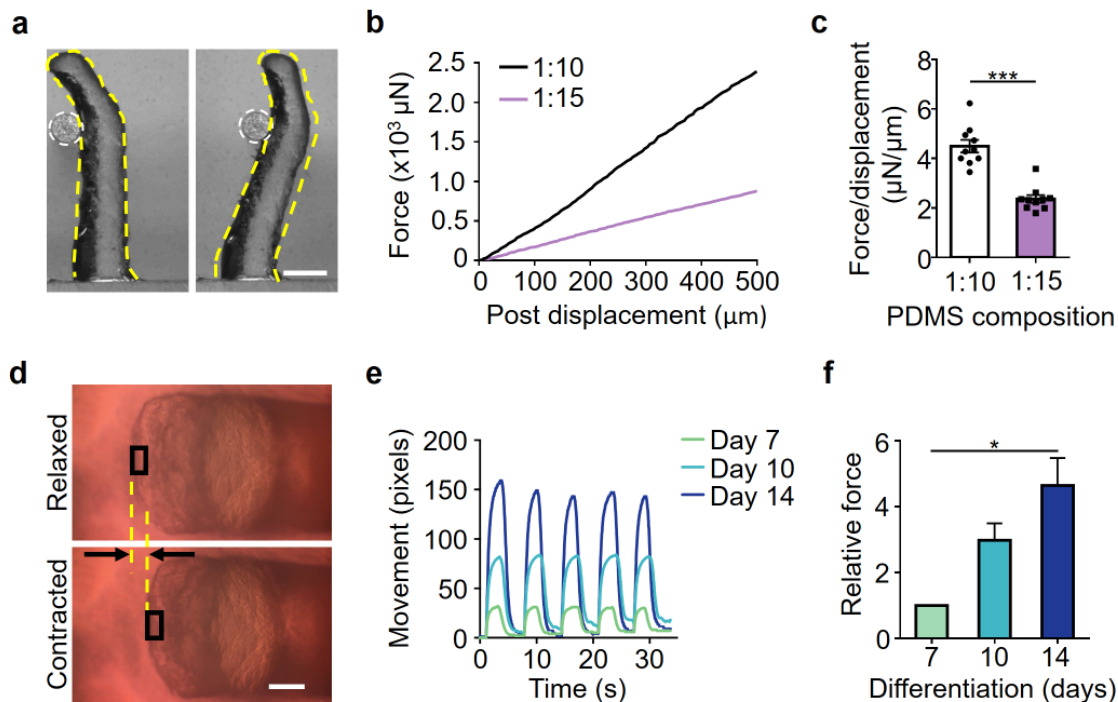 a
b
2.5
2.0
1.5
1.0
0.5
0
Force (x10³ µN)
1:10
1:15
0 100 200 300 400 500
Post displacement (µm)
c
***
8
6
4
2
0
Force/displacement
(µN/µm)
1:10 1:15
PDMS composition
d
Relaxed
Contracted
e
200
150
100
50
0
Movement (pixels)
Day 7
Day 10
Day 14
0 10 20 30
Time (s)
f
*
6
4
2
0
Relative force
7 10 14
Differentiation (days)